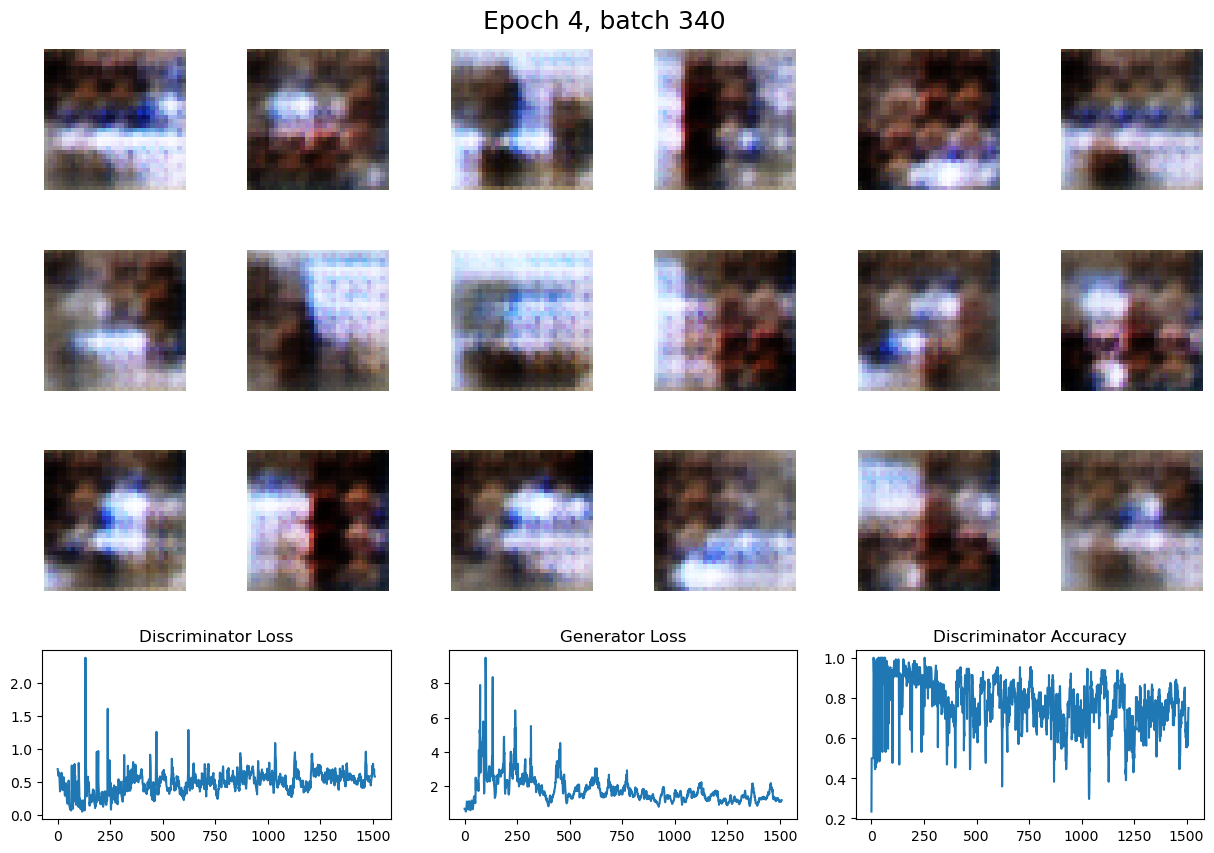 Epoch 4, batch 340
Discriminator Loss
Generator Loss
Discriminator Accuracy
2.0
1.5
1.0
0.5
0.0
0 250 500 750 1000 1250 1500
8
6
4
2
0 250 500 750 1000 1250 1500
1.0
0.8
0.6
0.4
0.2
0 250 500 750 1000 1250 1500